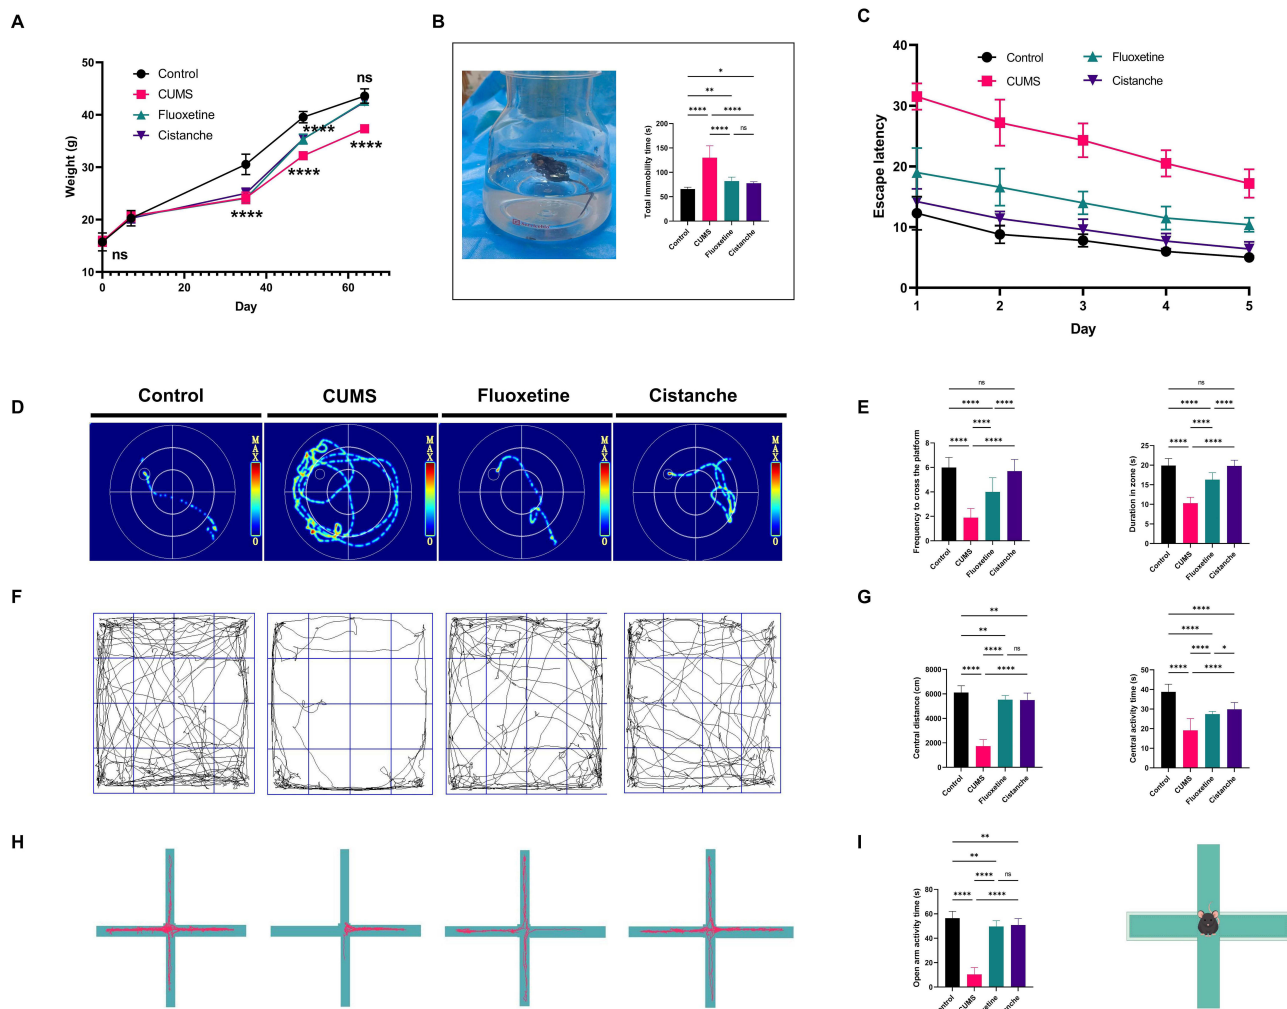 A
Weight (g)
50
40
30
20
10
0
20
40
60
Day
Control
CUMS
Fluoxetine
Cistanche
ns
****
****
****
****
ns
B
Total immobility time (s)
200
150
100
50
0
*
**
**** ****
**** ns
Control
CUMS
Fluoxetine
Cistanche
C
Escape latency
40
30
20
10
0
1 2 3 4 5
Day
Control
CUMS
Fluoxetine
Cistanche
D
Control CUMS Fluoxetine Cistanche
MAX
0
MAX
0
MAX
0
MAX
0
E
Frequency to cross the platform
8
6
4
2
0
ns
**** ****
****
**** ****
Control
CUMS
Fluoxetine
Cistanche
Duration in zone (s)
25
20
15
10
5
0
ns
**** ****
****
**** ****
Control
CUMS
Fluoxetine
Cistanche
F
G
Central distance (cm)
8000
6000
4000
2000
0
**
**
**** ns
**** ****
Control
CUMS
Fluoxetine
Cistanche
Central activity time (s)
50
40
30
20
10
0
****
****
**** *
**** ****
Control
CUMS
Fluoxetine
Cistanche
H
I
Open arm activity time (s)
80
60
40
20
0
**
**
**** ns
**** ****
Control
CUMS
Fluoxetine
Cistanche